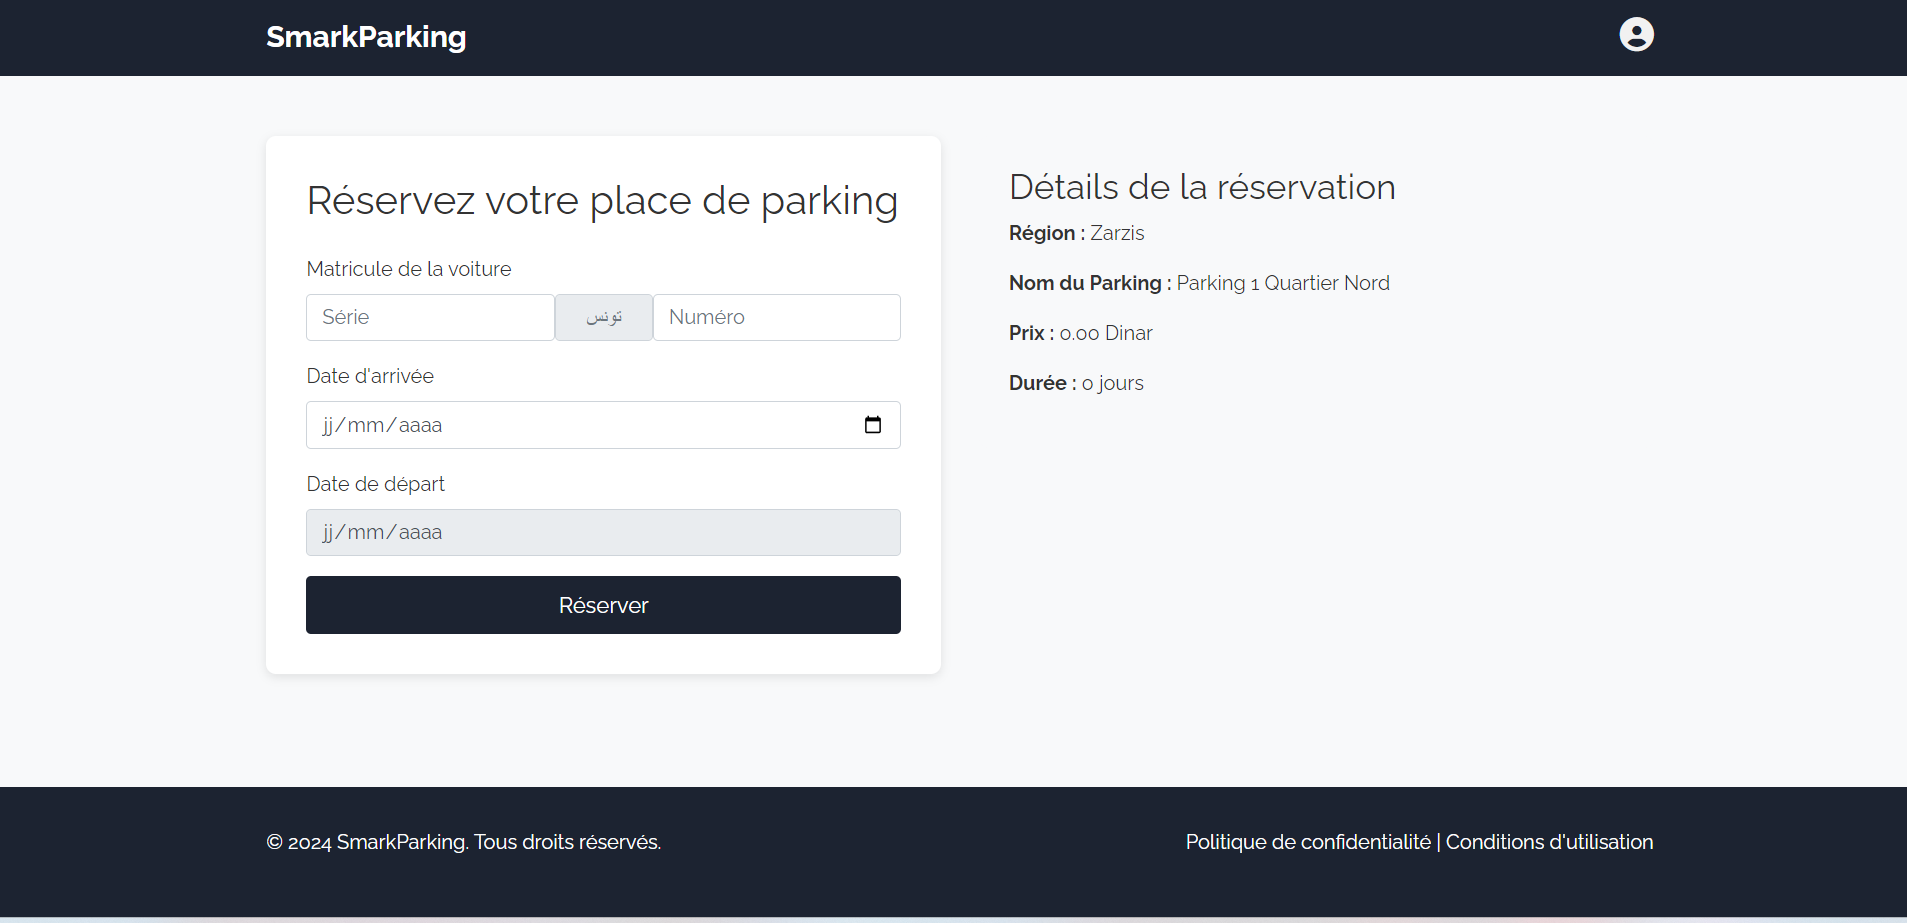 SmarkParking
Réservez votre place de parking
Matricule de la voiture
Série
تونس
Numéro
Date d'arrivée
jj/mm/aaaa
Date de départ
jj/mm/aaaa
Réserver
Détails de la réservation
Région : Zarzis
Nom du Parking : Parking 1 Quartier Nord
Prix : 0.00 Dinar
Durée : 0 jours
© 2024 SmarkParking. Tous droits réservés.
Politique de confidentialité | Conditions d'utilisation